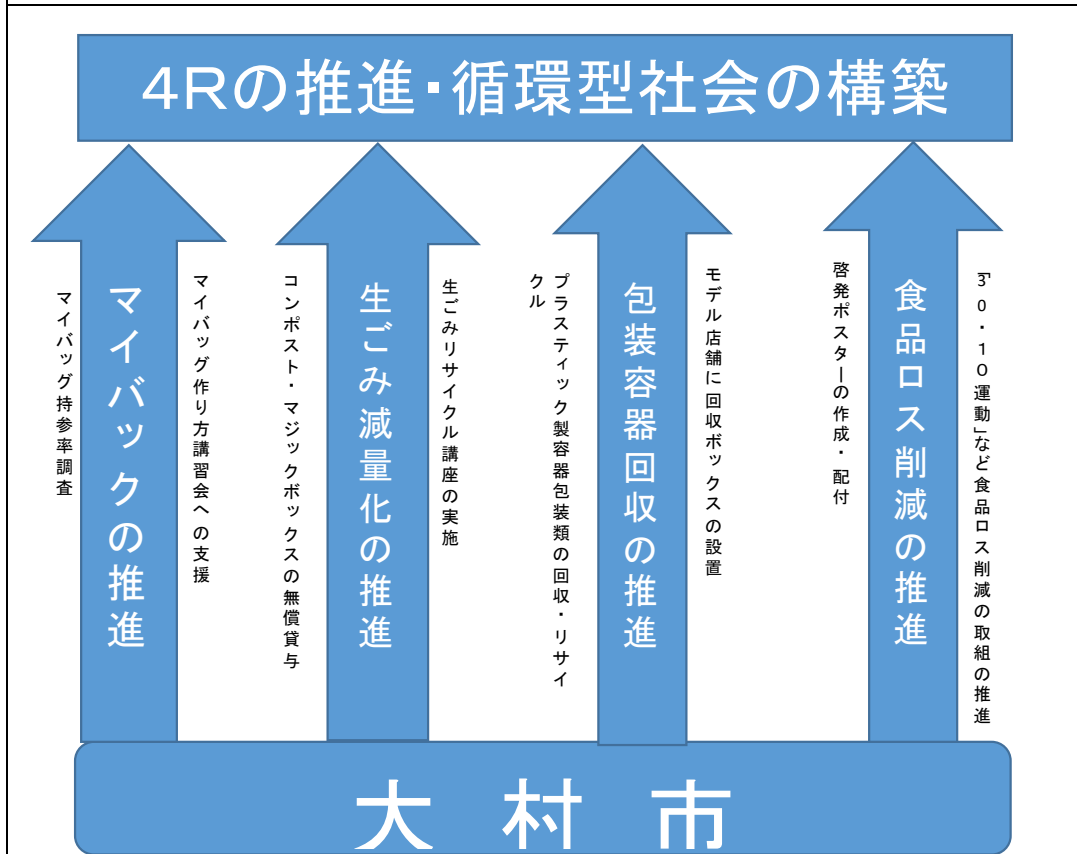 4Rの推進・循環型社会の構築
マイバッグ持参率調査
マイバックの推進
マイバッグ作り方講習会への支援
コンポスト・マジックボックスの無償貸与
生ごみ減量化の推進
生ごみリサイクル講座の実施
プラスティック製容器包装類の回収・リサイ
クル
包装容器回収の推進
モデル店舗に回収ボックスの設置
啓発ポスターの作成・配付
食品ロス削減の推進
「30・10運動」など食品ロス削減の取組の推進
大村市